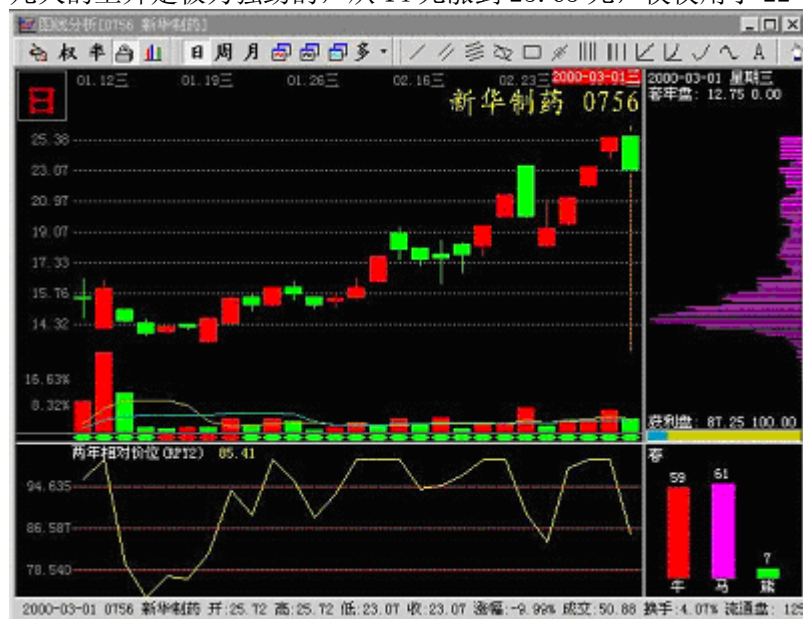 图线分析[0756 新华制药]
权 率 日 周 月 多 A
01.12三 01.19三 01.26三 02.16三 02.23三 2000-03-01三 2000-03-01 星期三
套牢盘: 12.75 0.00
日
新华制药 0756
25.38
23.07
20.97
19.07
17.33
15.76
14.32
16.63%
8.32%
获利盘: 87.25 100.00
两年相对价位(RPY2) 85.41
春
94.635
59 61
86.587
7
78.540
牛 马 熊
2000-03-01 0756 新华制药 开:25.72 高:25.72 低:23.07 收:23.07 涨幅:-9.99% 成交:50.88 换手:4.07% 流通盘: 125